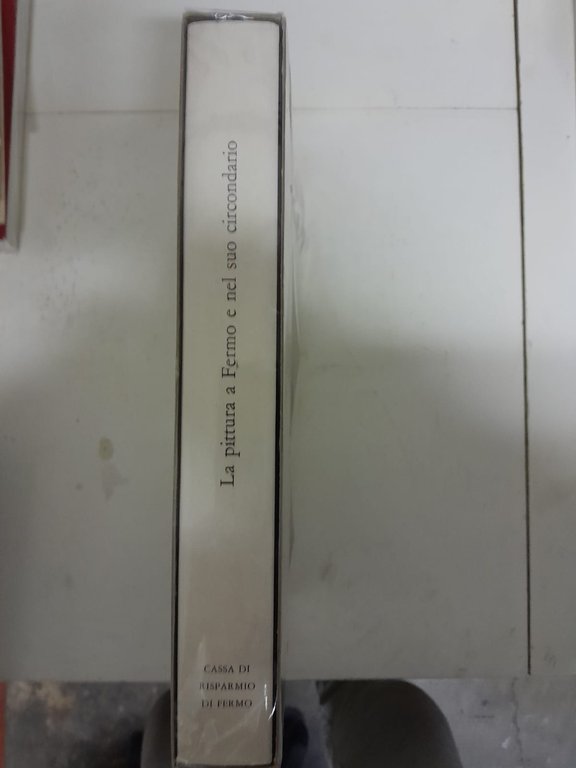 La pittura a Fermo e nel suo circondario
CASSA DI
RISPARMIO
DI FERMO